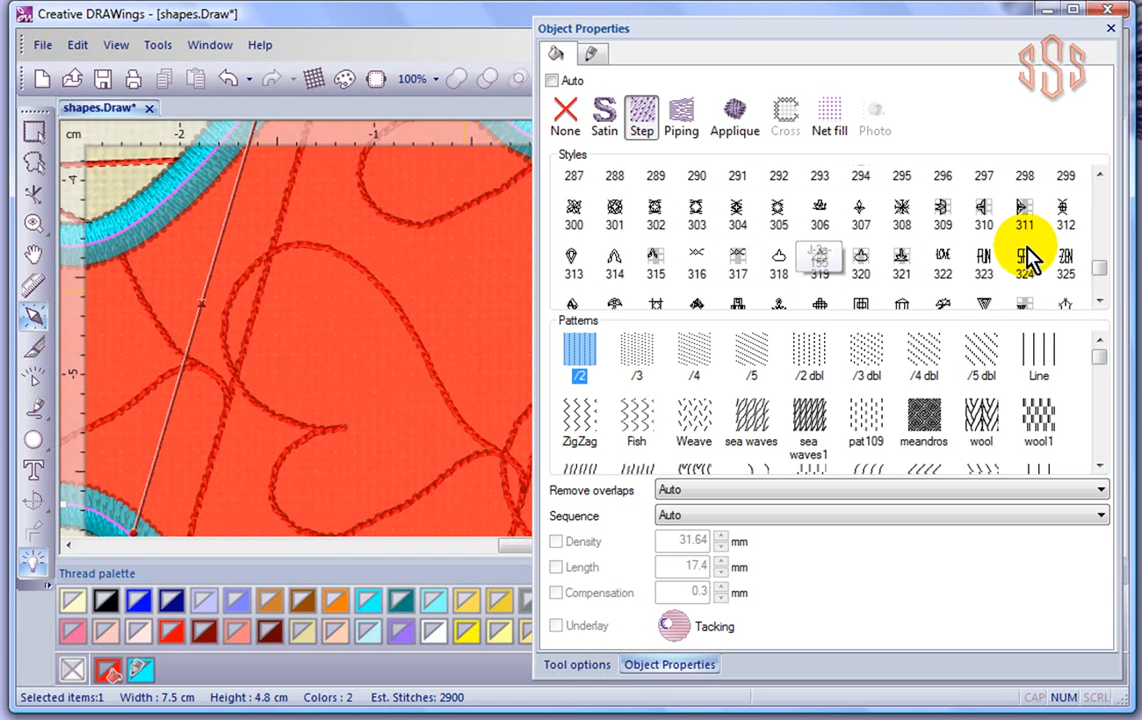 Creative DRAWings - [shapes.Draw*]
File Edit View Tools Window Help
100%
shapes.Draw*
cm -2 -1
-4
-5
Object Properties
SSS
Auto
None Satin Step Piping Applique Cross Net fill Photo
Styles
287 288 289 290 291 292 293 294 295 296 297 298 299
300 301 302 303 304 305 306 307 308 309 310 311 312
J-3a-
155
313 314 315 316 317 318 319 320 321 322 323 324 325
Patterns
/2 /3 /4 /5 /2 dbl /3 dbl /4 dbl /5 dbl Line
ZigZag Fish Weave sea waves sea waves1 pat109 meandros wool wool1
Remove overlaps Auto
Sequence Auto
Density 31.64 mm
Length 17.4 mm
Compensation 0.3 mm
Underlay Tacking
Thread palette
Tool options Object Properties
Selected items:1 Width : 7.5 cm Height : 4.8 cm Colors : 2 Est. Stitches: 2900 CAP NUM SCRL